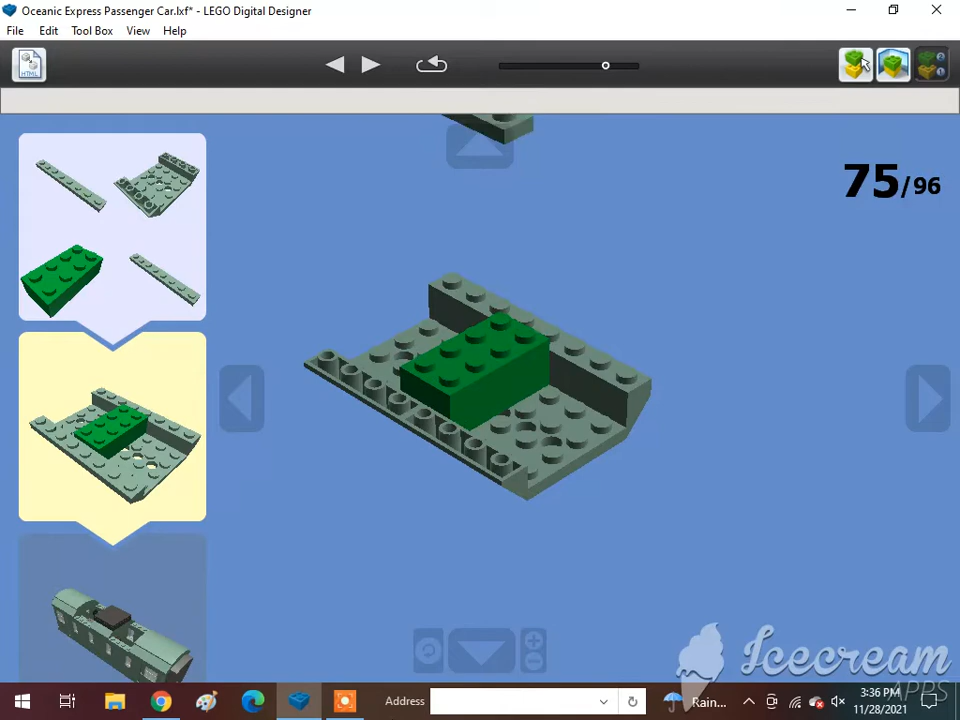 Oceanic Express Passenger Car.lxf* - LEGO Digital Designer
File Edit Tool Box View Help
HTML
75/96
Icecream
APPS
Address
Rain...
3:36 PM
11/28/2021